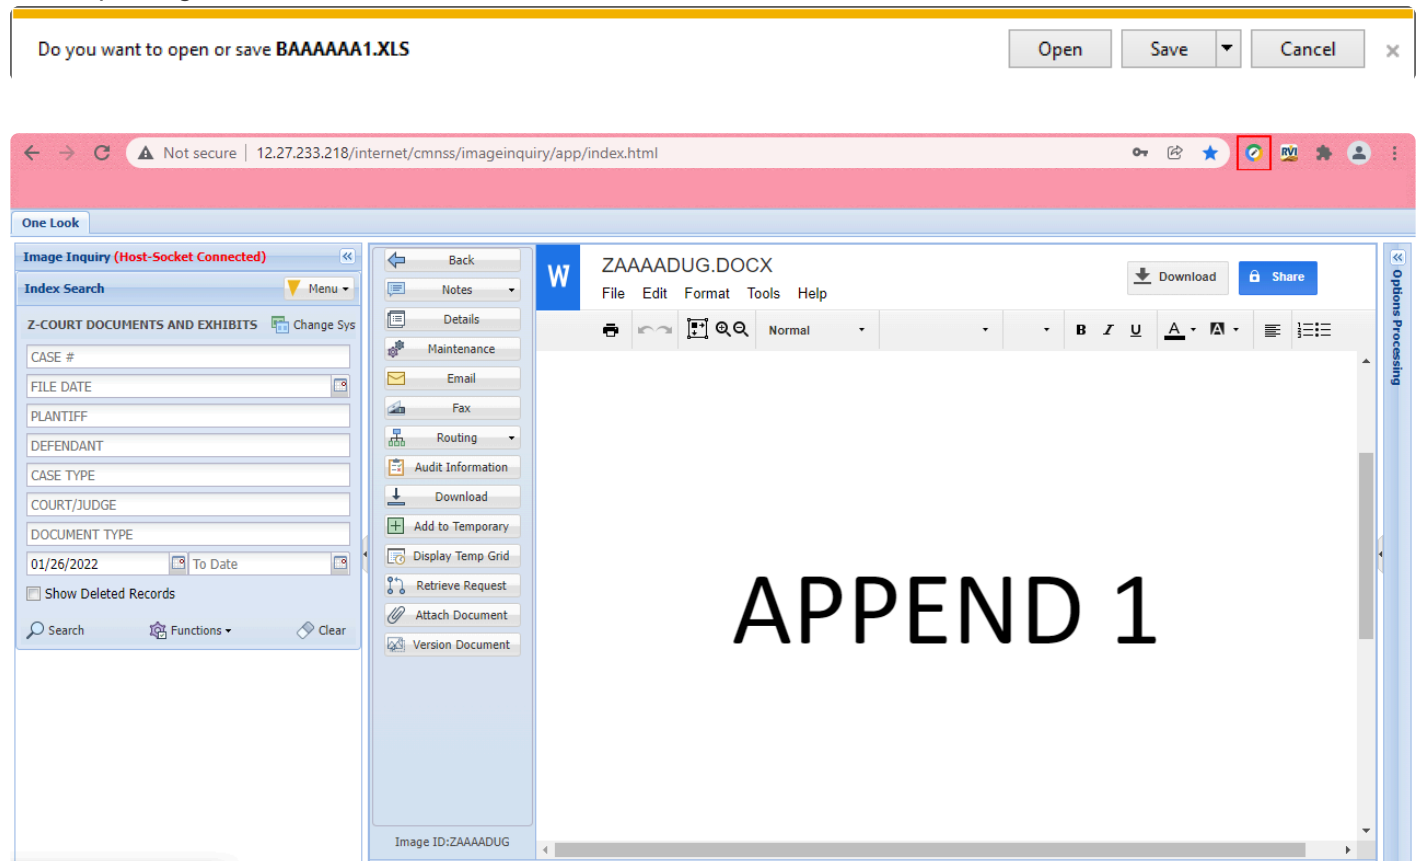 Do you want to open or save BAAAAAA1.XLS Open Save Cancel
Not secure 12.27.233.218/internet/cmnss/imageinquiry/app/index.html RVI
One Look
Image Inquiry (Host-Socket Connected)
Index Search Menu
Z-COURT DOCUMENTS AND EXHIBITS Change Sys
CASE #
FILE DATE
PLANTIFF
DEFENDANT
CASE TYPE
COURT/JUDGE
DOCUMENT TYPE
01/26/2022 To Date
Show Deleted Records
Search Functions Clear
Back
Notes
Details
Maintenance
Email
Fax
Routing
Audit Information
Download
Add to Temporary
Display Temp Grid
Retrieve Request
Attach Document
Version Document
Image ID:ZAAAADUG
W
ZAAAADUG.DOCX
File Edit Format Tools Help
Download Share
Normal B I U A A
APPEND 1
Options Processing